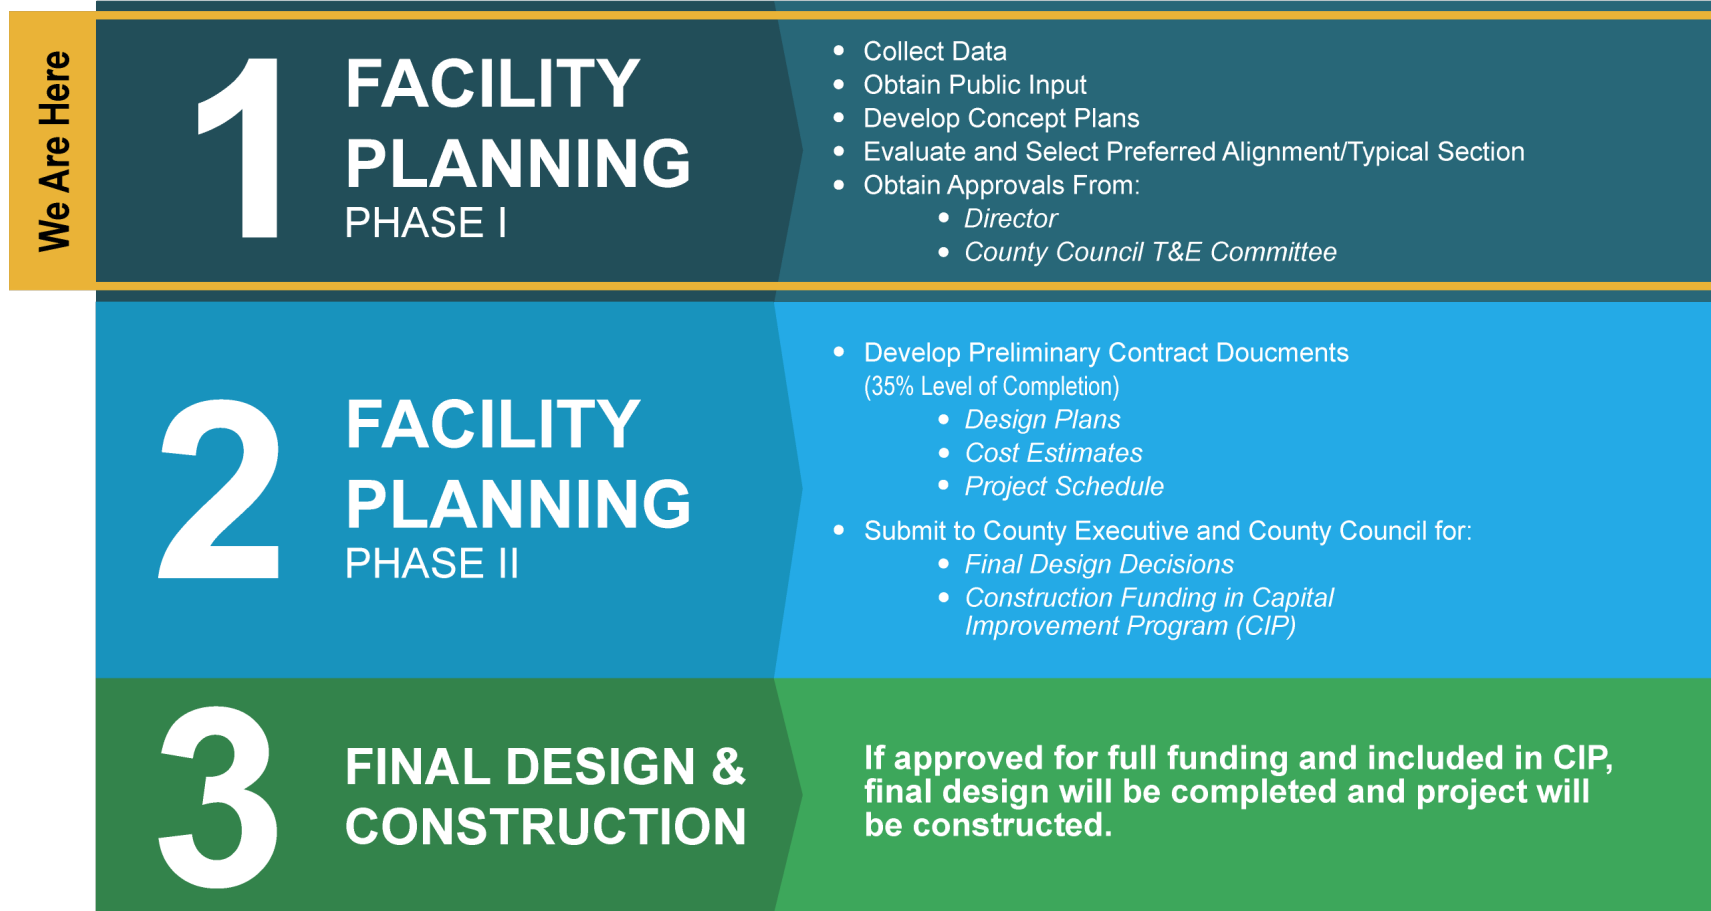 We Are Here
1
FACILITY
PLANNING
PHASE I
• Collect Data
• Obtain Public Input
• Develop Concept Plans
• Evaluate and Select Preferred Alignment/Typical Section
• Obtain Approvals From:
• Director
• County Council T&E Committee
2
FACILITY
PLANNING
PHASE II
• Develop Preliminary Contract Doucments
(35% Level of Completion)
• Design Plans
• Cost Estimates
• Project Schedule
• Submit to County Executive and County Council for:
• Final Design Decisions
• Construction Funding in Capital
Improvement Program (CIP)
3
FINAL DESIGN &
CONSTRUCTION
If approved for full funding and included in CIP,
final design will be completed and project will
be constructed.